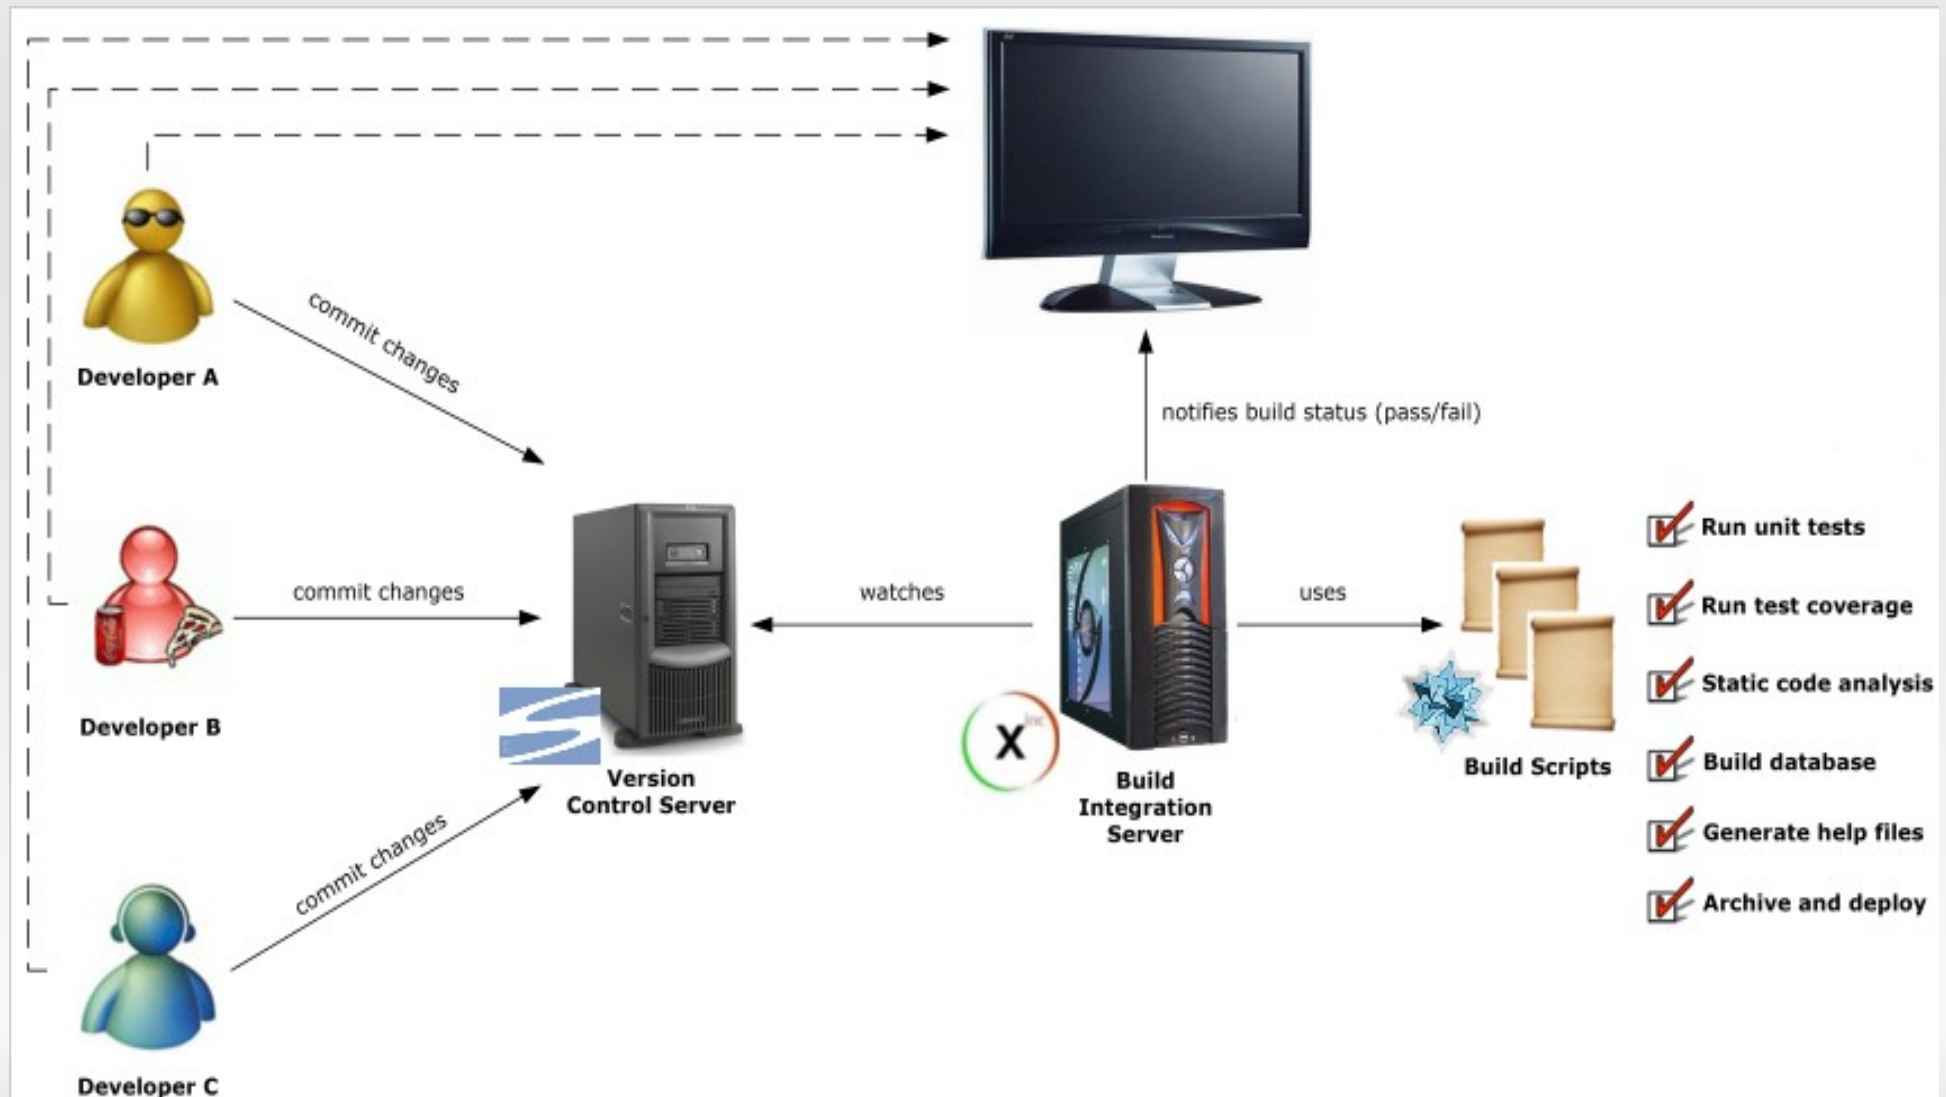 Developer A
commit changes
notifies build status (pass/fail)
Developer B
commit changes
Version
Control Server
watches
X
inc
Build
Integration
Server
uses
Build Scripts
Run unit tests
Run test coverage
Static code analysis
Build database
Generate help files
Archive and deploy
commit changes
Developer C